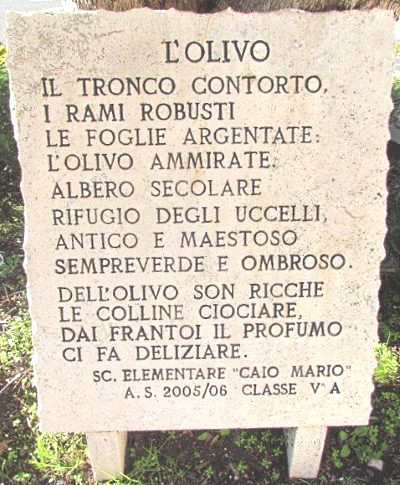 L'OLIVO
IL TRONCO CONTORTO,
I RAMI ROBUSTI
LE FOGLIE ARGENTATE:
L'OLIVO AMMIRATE.
ALBERO SECOLARE
RIFUGIO DEGLI UCCELLI,
ANTICO E MAESTOSO
SEMPREVERDE E OMBROSO.
DELL'OLIVO SON RICCHE
LE COLLINE CIOCIARE,
DAI FRANTOI IL PROFUMO
CI FA DELIZIARE.
SC. ELEMENTARE "CAIO MARIO"
A. S. 2005/06 CLASSE V^A